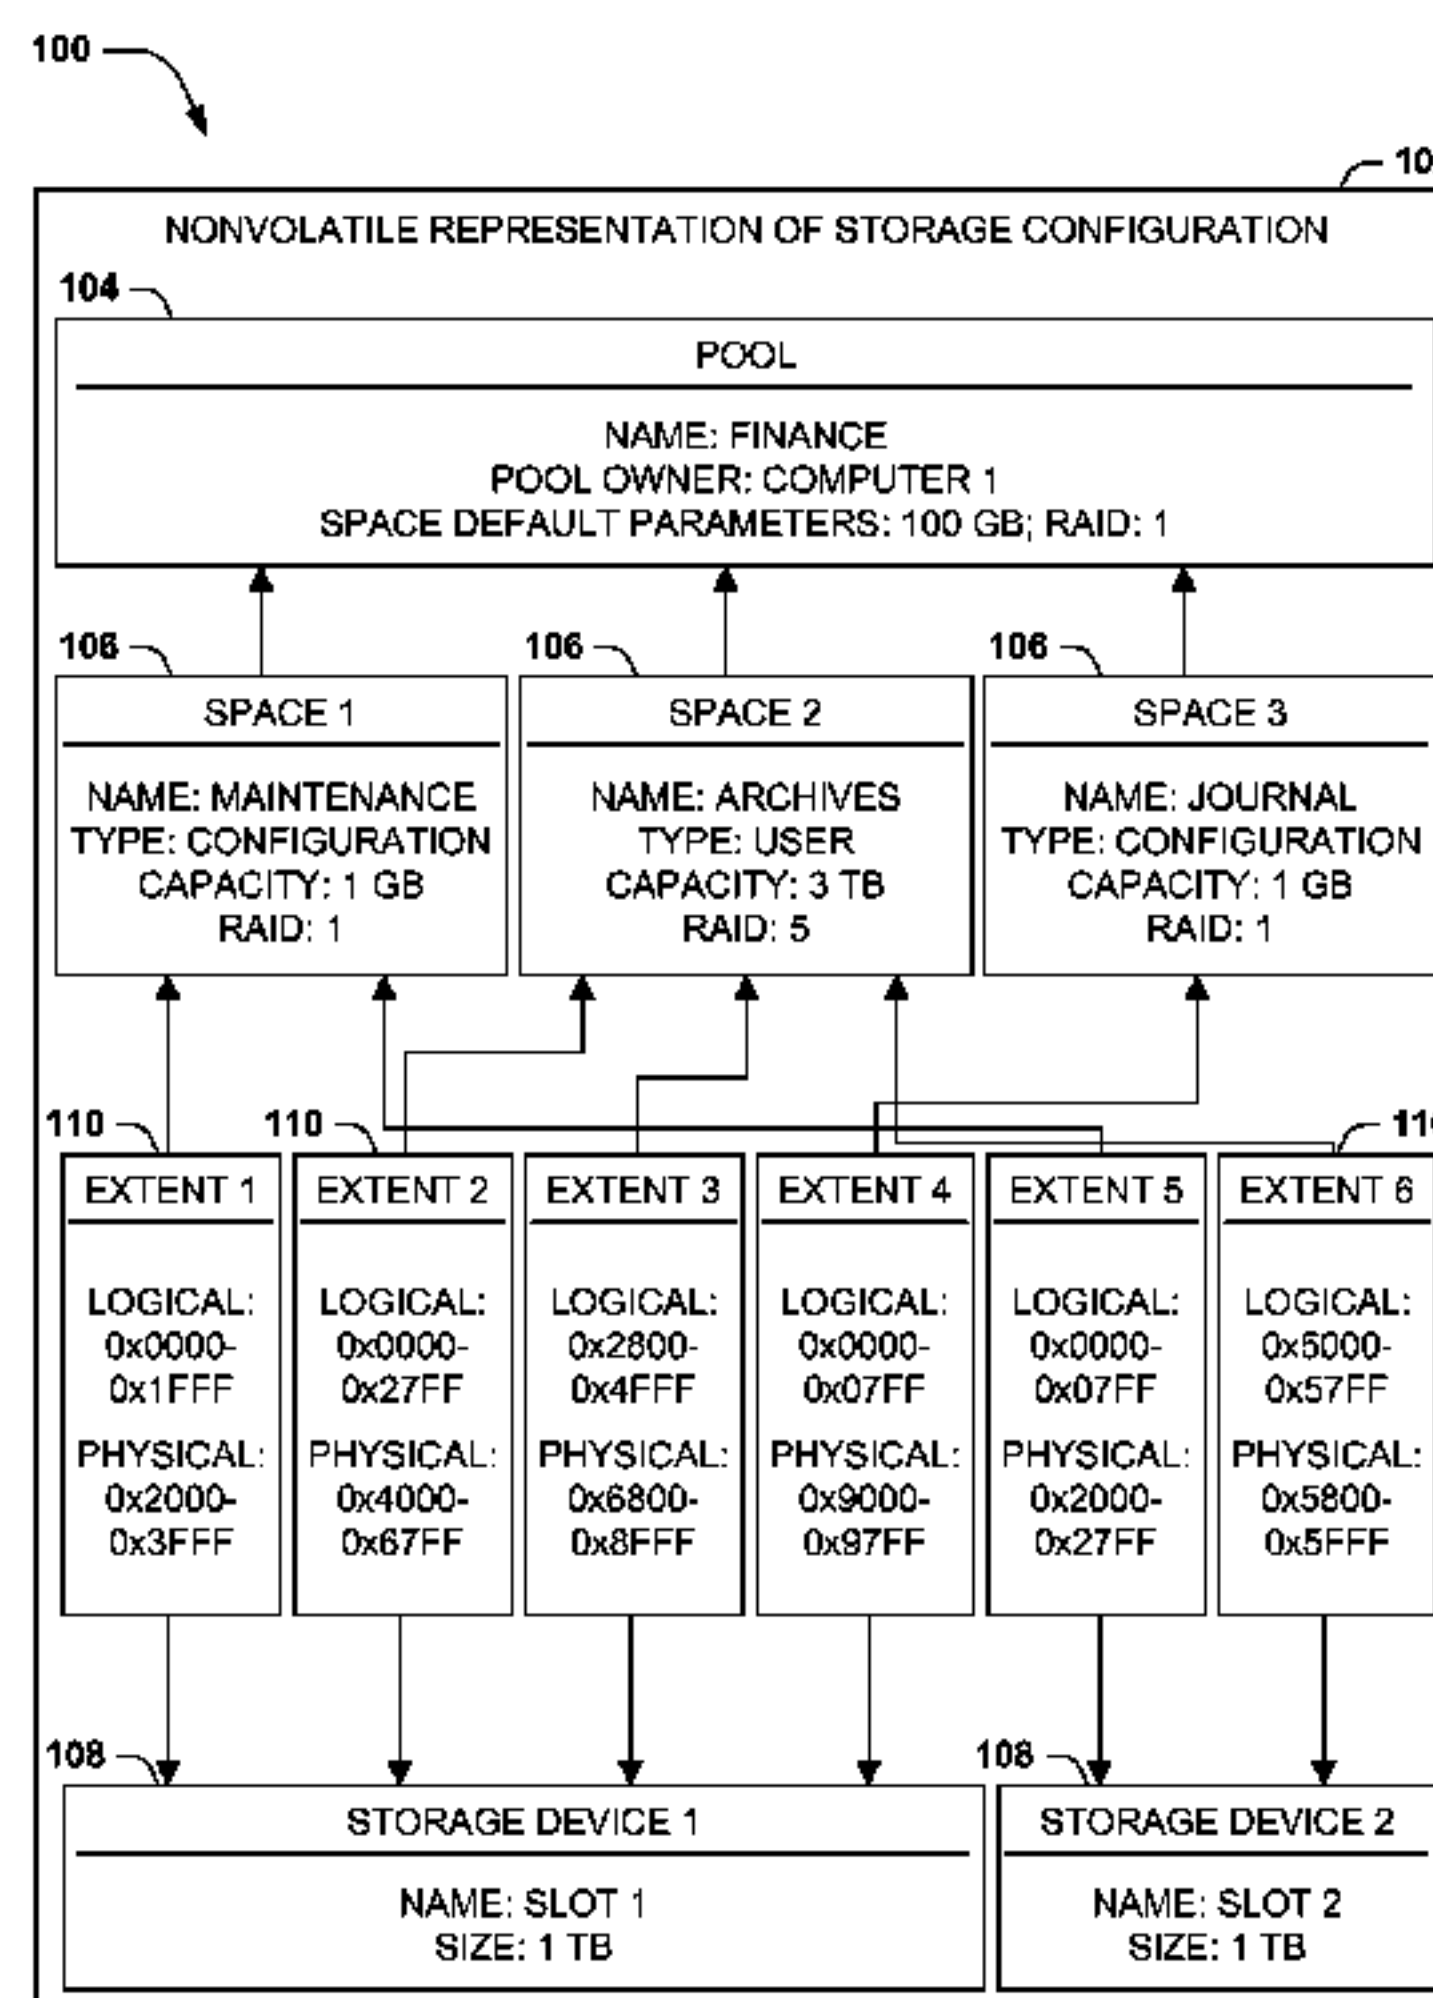 100
10
NONVOLATILE REPRESENTATION OF STORAGE CONFIGURATION
104
POOL
NAME: FINANCE
POOL OWNER: COMPUTER 1
SPACE DEFAULT PARAMETERS: 100 GB; RAID: 1
106
SPACE 1
NAME: MAINTENANCE
TYPE: CONFIGURATION
CAPACITY: 1 GB
RAID: 1
106
SPACE 2
NAME: ARCHIVES
TYPE: USER
CAPACITY: 3 TB
RAID: 5
106
SPACE 3
NAME: JOURNAL
TYPE: CONFIGURATION
CAPACITY: 1 GB
RAID: 1
110
EXTENT 1
LOGICAL:
0x0000-
0x1FFF
PHYSICAL:
0x2000-
0x3FFF
110
EXTENT 2
LOGICAL:
0x0000-
0x27FF
PHYSICAL:
0x4000-
0x67FF
EXTENT 3
LOGICAL:
0x2800-
0x4FFF
PHYSICAL:
0x6800-
0x8FFF
EXTENT 4
LOGICAL:
0x0000-
0x07FF
PHYSICAL:
0x9000-
0x97FF
EXTENT 5
LOGICAL:
0x0000-
0x07FF
PHYSICAL:
0x2000-
0x27FF
110
EXTENT 6
LOGICAL:
0x5000-
0x57FF
PHYSICAL:
0x5800-
0x5FFF
108
STORAGE DEVICE 1
NAME: SLOT 1
SIZE: 1 TB
108
STORAGE DEVICE 2
NAME: SLOT 2
SIZE: 1 TB